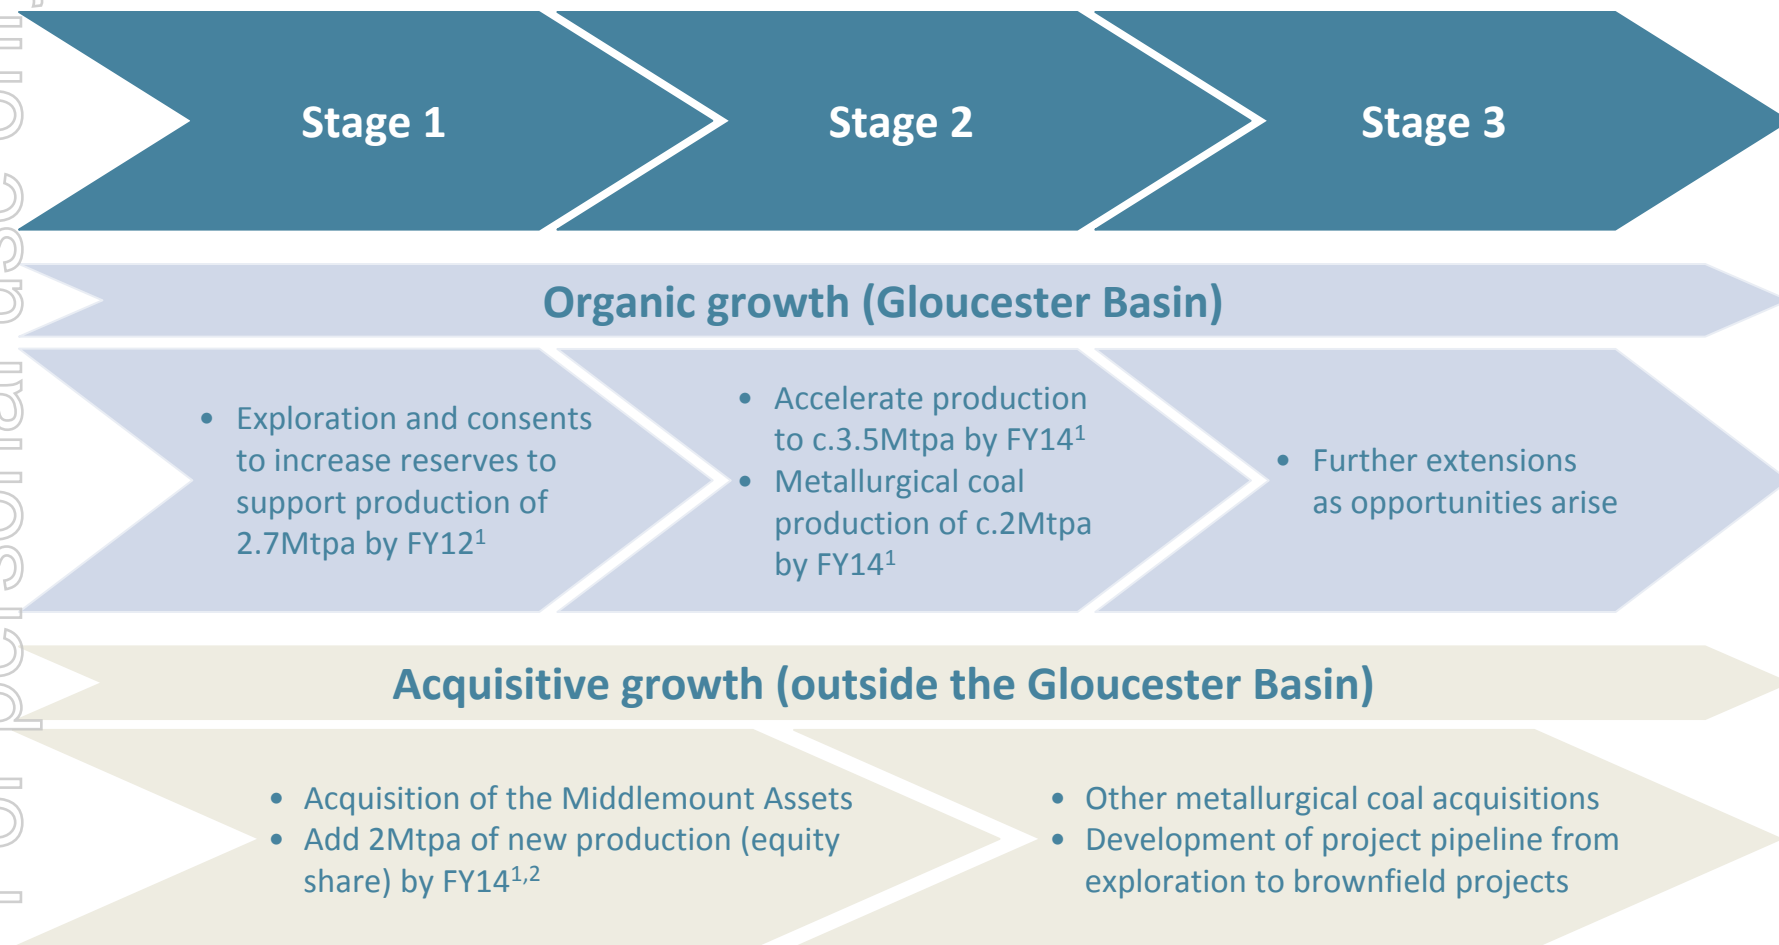 Stage 1
Stage 2
Stage 3
Organic growth (Gloucester Basin)
• Exploration and consents
to increase reserves to
support production of
2.7Mtpa by FY12¹
• Accelerate production
to c.3.5Mtpa by FY14¹
• Metallurgical coal
production of c.2Mtpa
by FY14¹
• Further extensions
as opportunities arise
Acquisitive growth (outside the Gloucester Basin)
• Acquisition of the Middlemount Assets
• Add 2Mtpa of new production (equity
share) by FY14¹,²
• Other metallurgical coal acquisitions
• Development of project pipeline from
exploration to brownfield projects